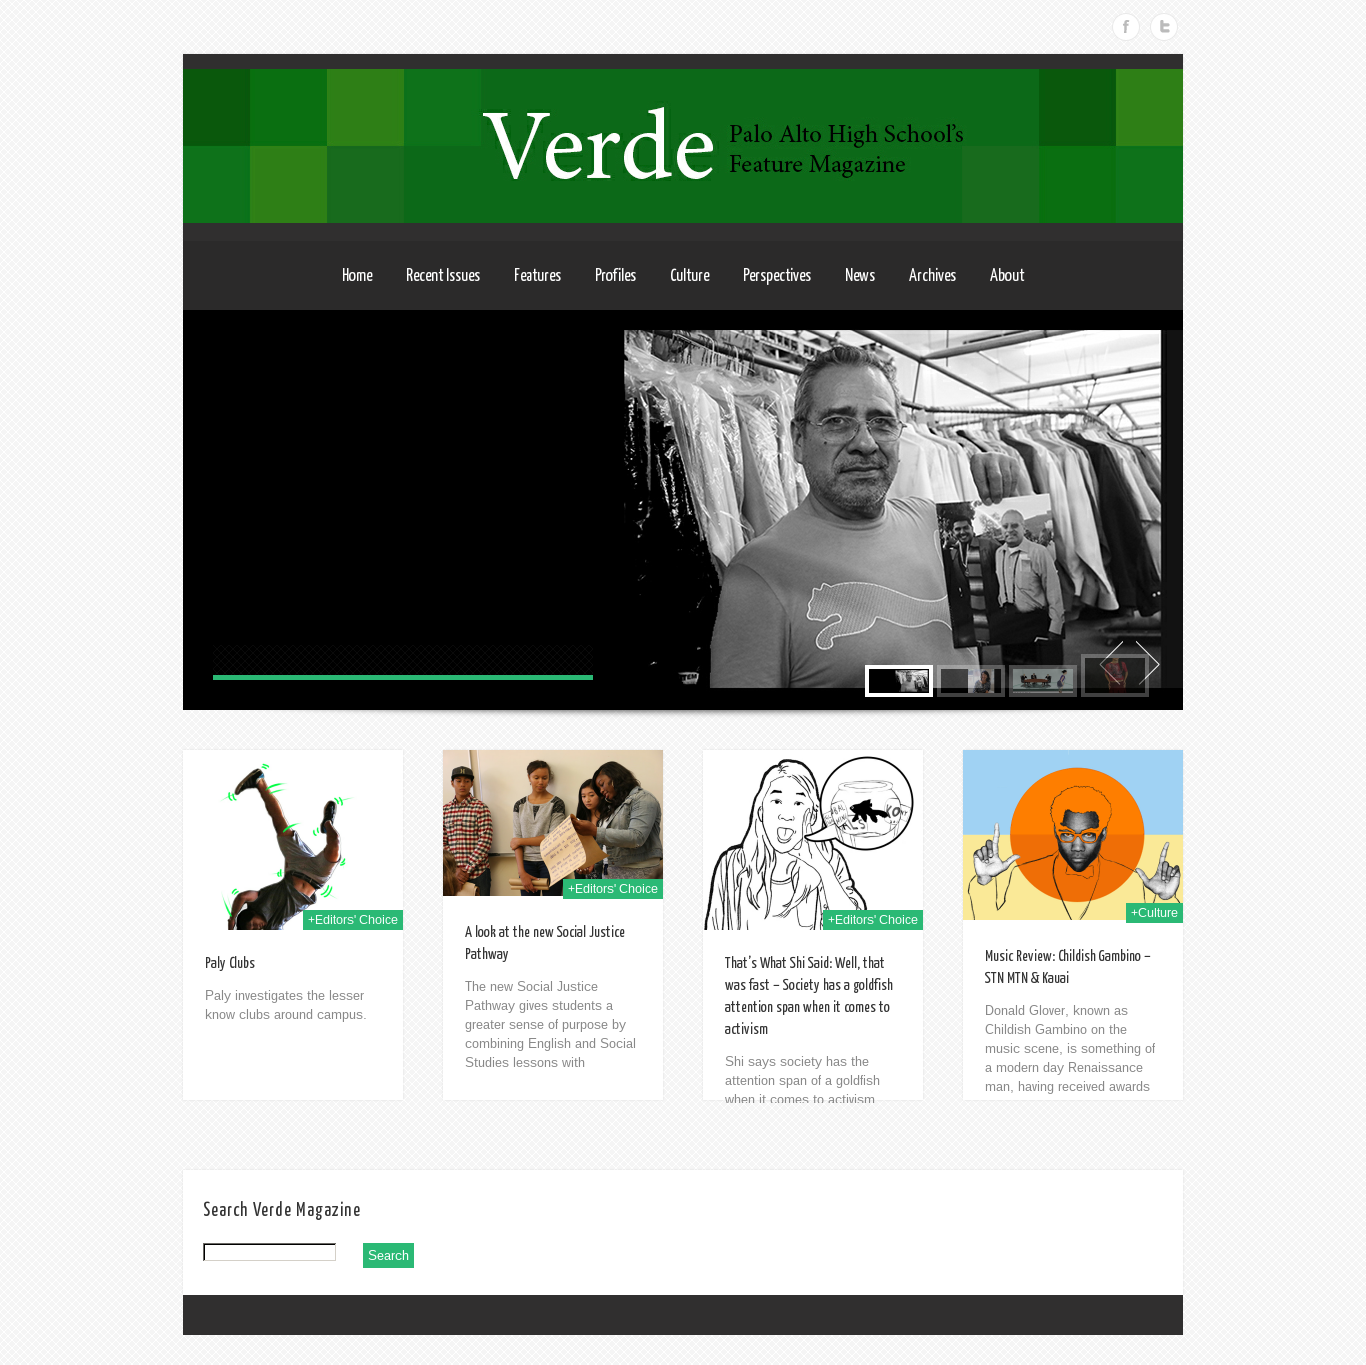 Verde
Palo Alto High School's
Feature Magazine
Home Recent Issues Features Profiles Culture Perspectives News Archives About
+Editors' Choice
Paly Clubs
Paly investigates the lesser
know clubs around campus.
+Editors' Choice
A look at the new Social Justice
Pathway
The new Social Justice
Pathway gives students a
greater sense of purpose by
combining English and Social
Studies lessons with
+Editors' Choice
That's What Shi Said: Well, that
was fast – Society has a goldfish
attention span when it comes to
activism
Shi says society has the
attention span of a goldfish
when it comes to activism
+Culture
Music Review: Childish Gambino –
STN MTN & Kauai
Donald Glover, known as
Childish Gambino on the
music scene, is something of
a modern day Renaissance
man, having received awards
Search Verde Magazine
Search